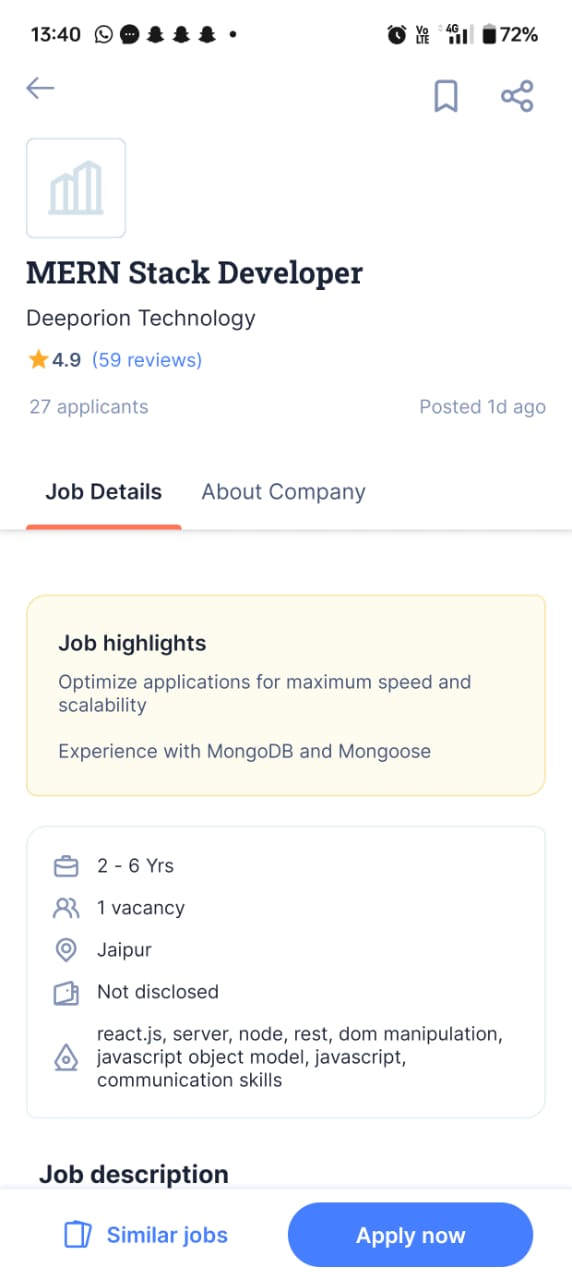 13:40
Vo LTE 4G 72%
MERN Stack Developer
Deeporion Technology
4.9 (59 reviews)
27 applicants Posted 1d ago
Job Details About Company
Job highlights
Optimize applications for maximum speed and
scalability
Experience with MongoDB and Mongoose
2 - 6 Yrs
1 vacancy
Jaipur
Not disclosed
react.js, server, node, rest, dom manipulation,
javascript object model, javascript,
communication skills
Job description
Similar jobs Apply now